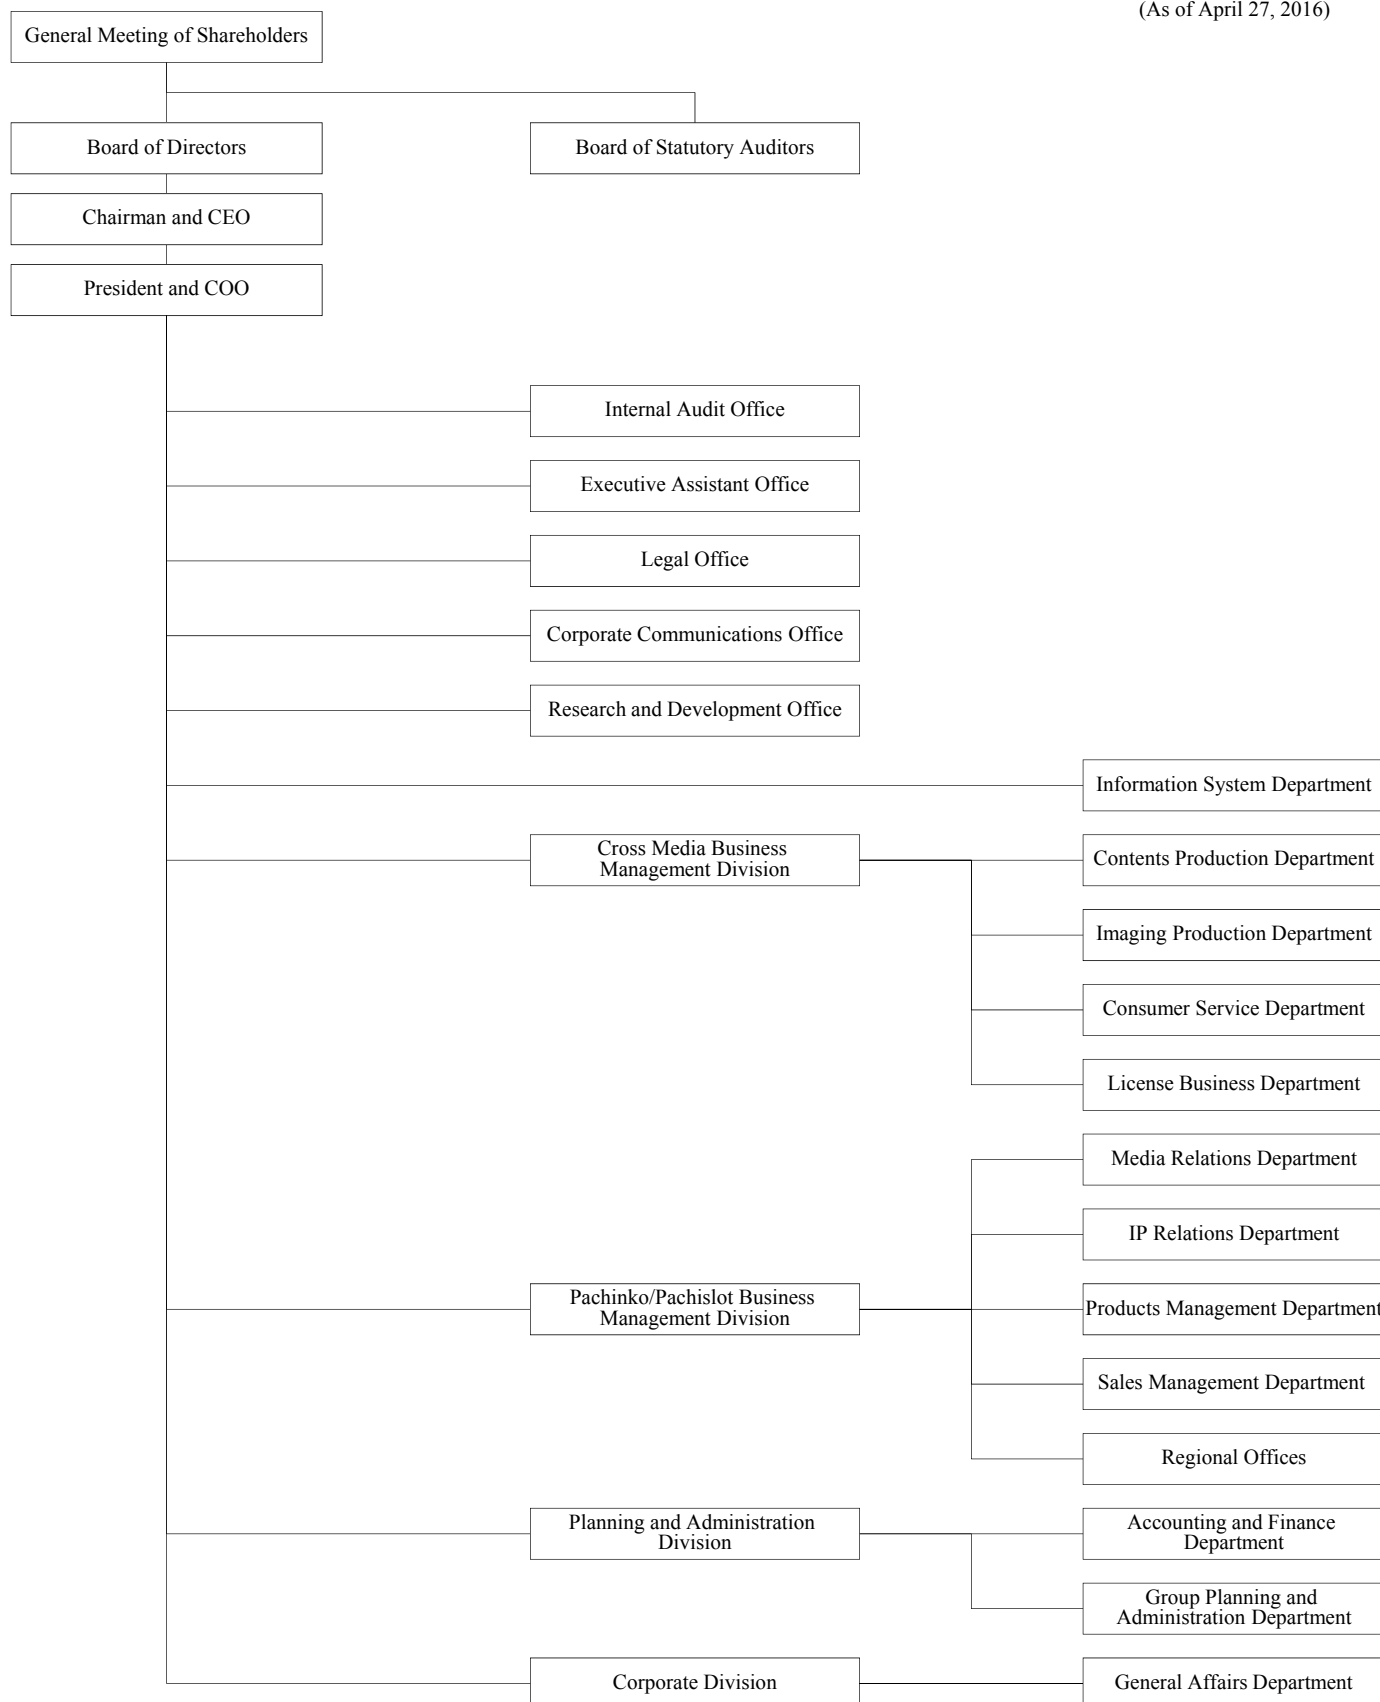 (As of April 27, 2016)
General Meeting of Shareholders
Board of Directors
Board of Statutory Auditors
Chairman and CEO
President and COO
Internal Audit Office
Executive Assistant Office
Legal Office
Corporate Communications Office
Research and Development Office
Information System Department
Cross Media Business
Management Division
Contents Production Department
Imaging Production Department
Consumer Service Department
License Business Department
Media Relations Department
IP Relations Department
Pachinko/Pachislot Business
Management Division
Products Management Department
Sales Management Department
Regional Offices
Planning and Administration
Division
Accounting and Finance
Department
Group Planning and
Administration Department
Corporate Division
General Affairs Department